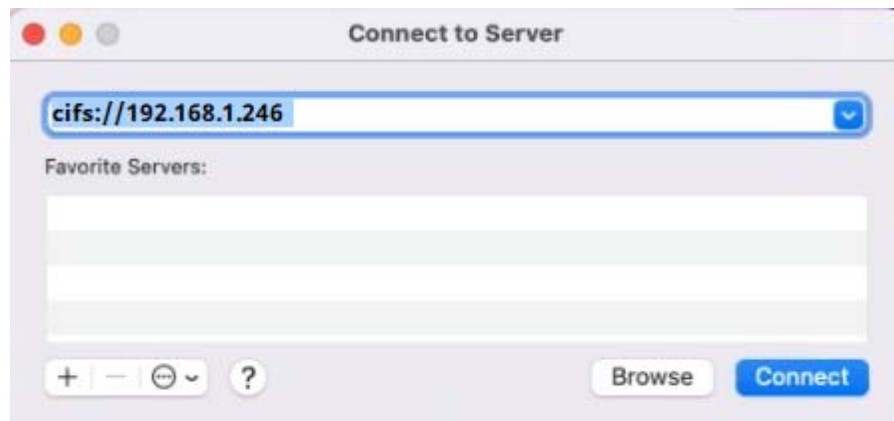 Connect to Server
cifs://192.168.1.246
Favorite Servers:
?
Browse Connect